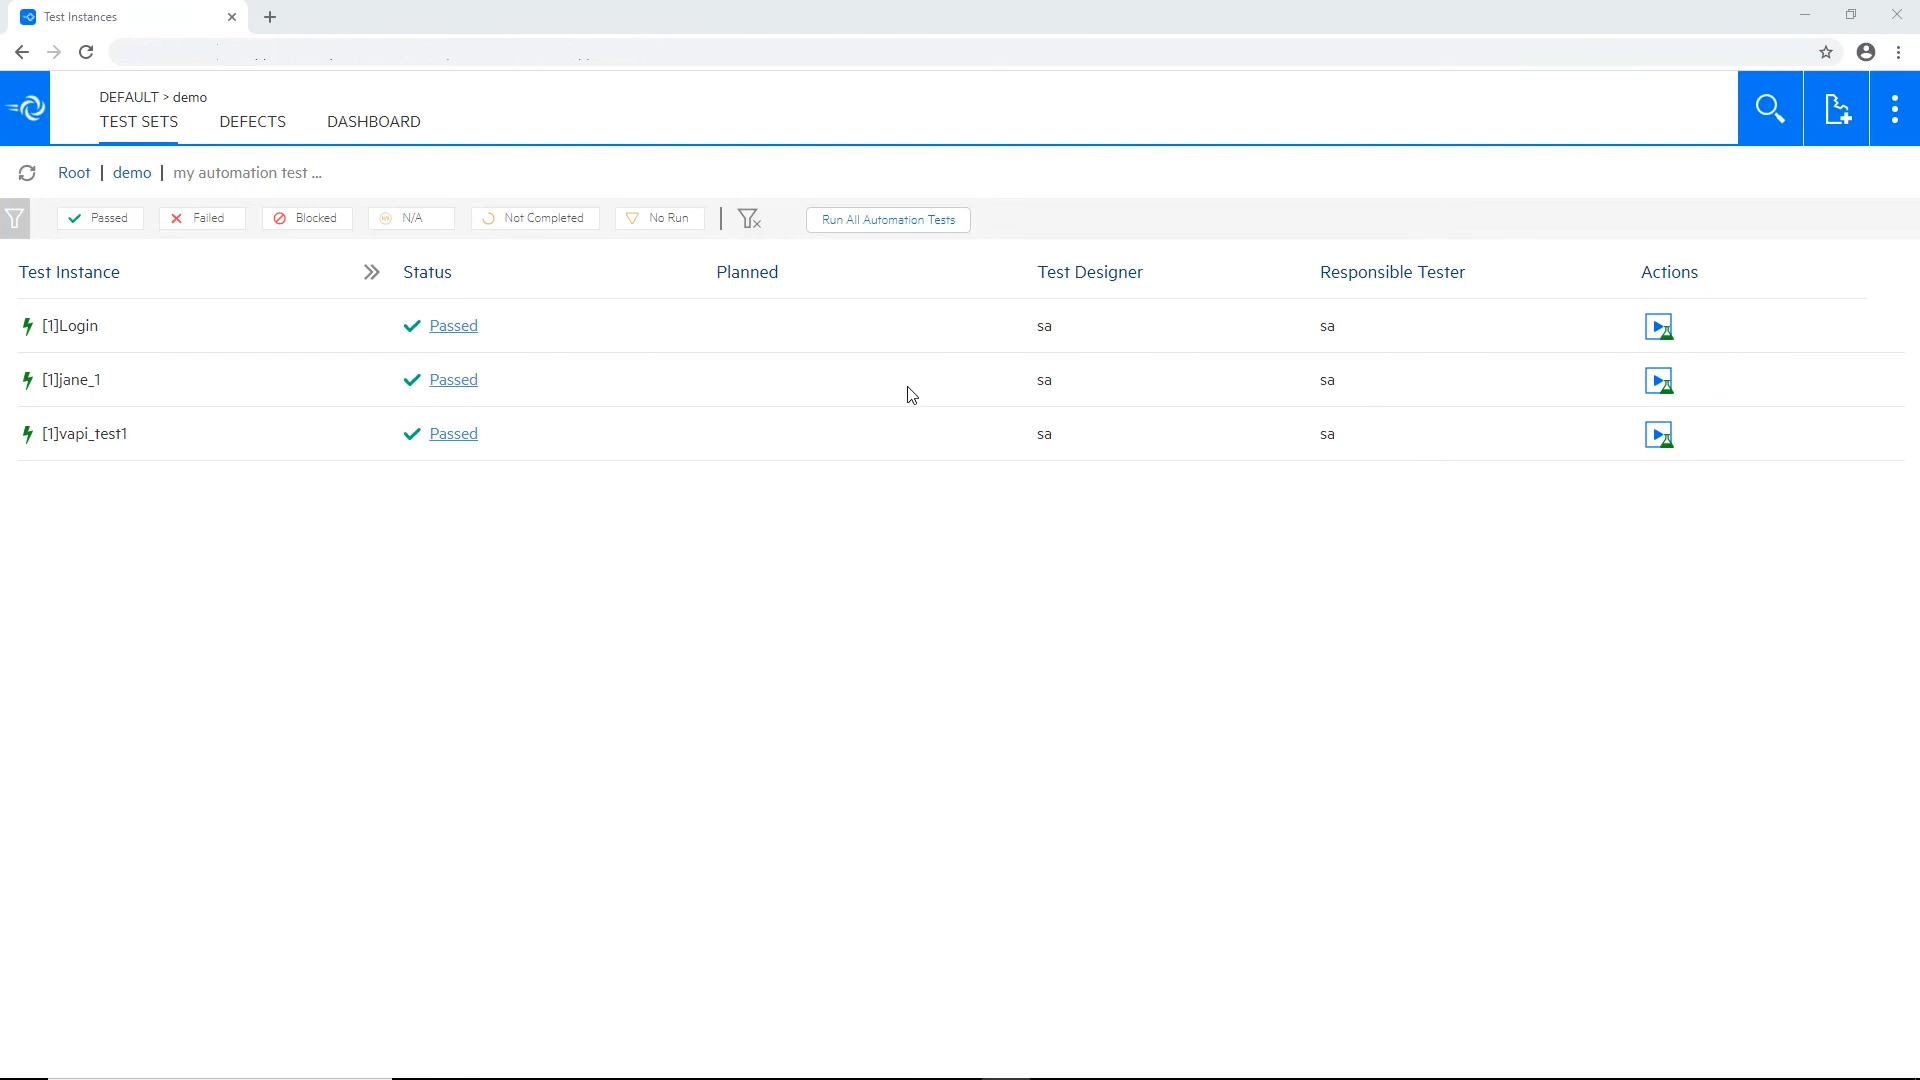 Test Instances
DEFAULT > demo
TEST SETS DEFECTS DASHBOARD
Root | demo | my automation test ...
Passed Failed Blocked N/A Not Completed No Run Run All Automation Tests
Test Instance Status Planned Test Designer Responsible Tester Actions
[1]Login Passed sa sa
[1]jane_1 Passed sa sa
[1]vapi_test1 Passed sa sa